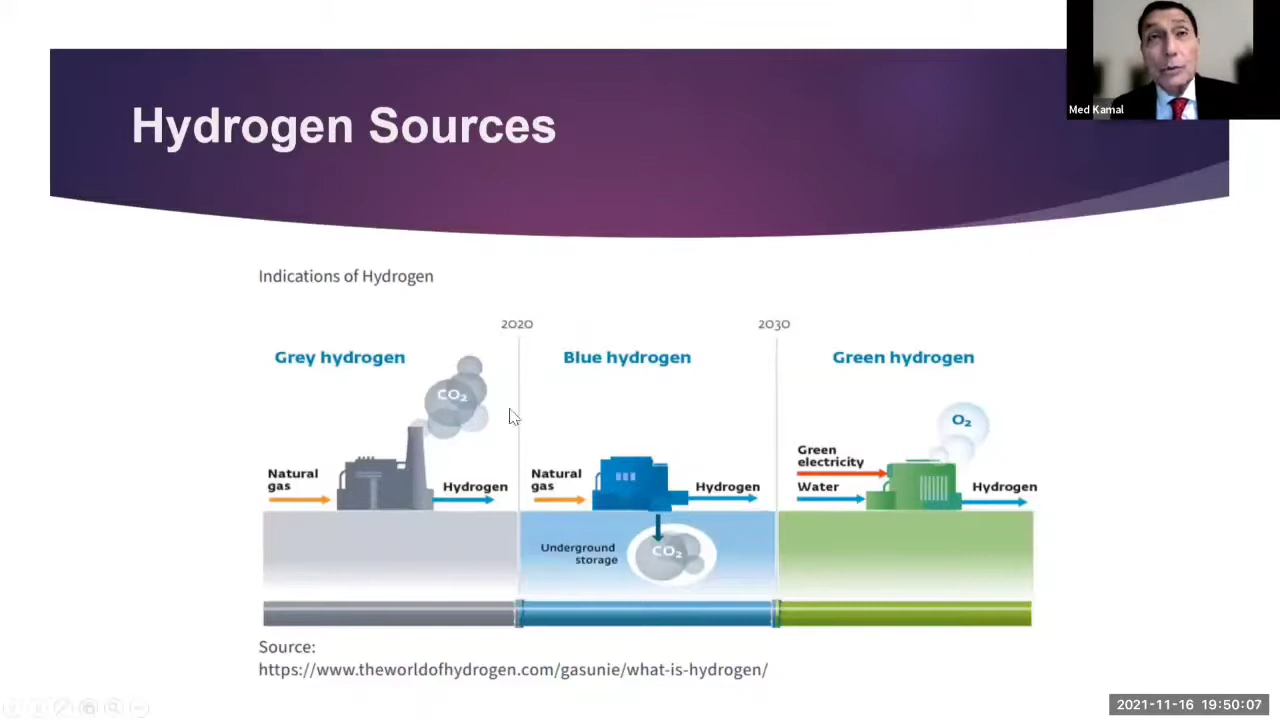 Med Kamal
Hydrogen Sources
Indications of Hydrogen
2020
2030
Grey hydrogen
Blue hydrogen
Green hydrogen
CO₂
Natural
gas
Hydrogen
Natural
gas
Hydrogen
Underground
storage
CO₂
O₂
Green
electricity
Water
Hydrogen
Source:
https://www.theworldofhydrogen.com/gasunie/what-is-hydrogen/
2021-11-16 19:50:07